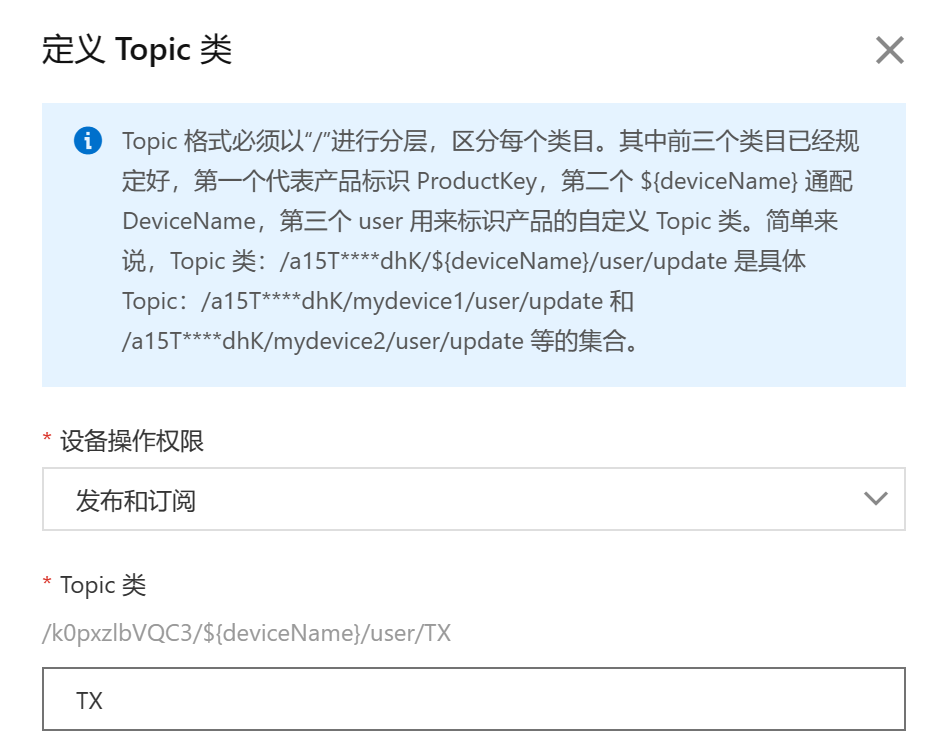 定义 Topic 类
Topic 格式必须以“/”进行分层，区分每个类目。其中前三个类目已经规
定好，第一个代表产品标识 ProductKey，第二个 ${deviceName} 通配
DeviceName，第三个 user 用来标识产品的自定义 Topic 类。简单来
说，Topic 类：/a15T****dhK/${deviceName}/user/update 是具体
Topic：/a15T****dhK/mydevice1/user/update 和
/a15T****dhK/mydevice2/user/update 等的集合。
* 设备操作权限
发布和订阅
* Topic 类
/k0pxzlbVQC3/${deviceName}/user/TX
TX